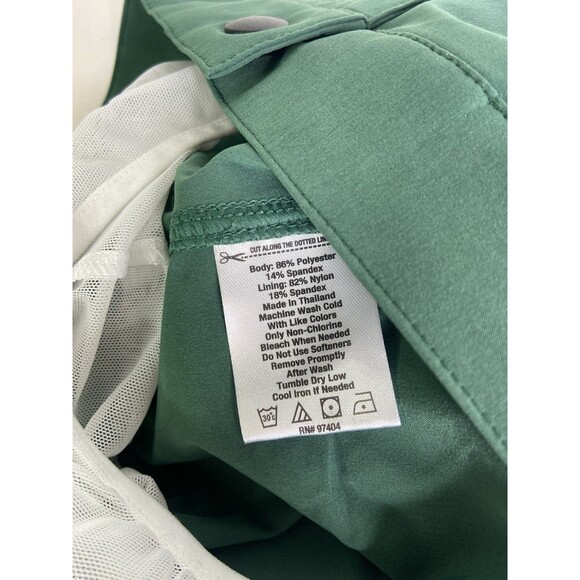 CUT ALONG THE DOTTED LIN
Body: 86% Polyester
14% Spandex
Lining: 82% Nylon
18% Spandex
Made in Thailand
Machine Wash Cold
With Like Colors
Only Non-Chlorine
Bleach When Needed
Do Not Use Softeners
Remove Promptly
After Wash
Tumble Dry Low
Cool Iron If Needed
30°C
RN# 97404